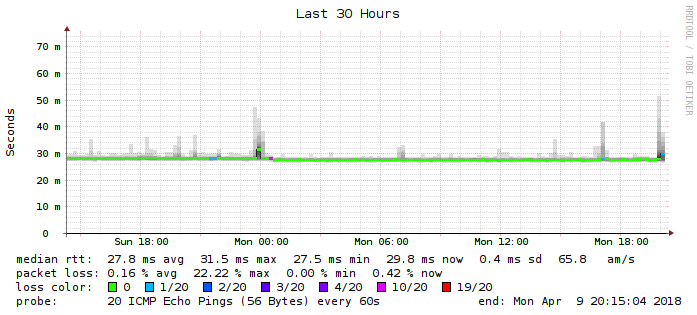 Last 30 Hours
RRDTOOL / TOBI OETIKER
Seconds
70 m
60 m
50 m
40 m
30 m
20 m
10 m
0
Sun 18:00 Mon 00:00 Mon 06:00 Mon 12:00 Mon 18:00
median rtt: 27.8 ms avg 31.5 ms max 27.5 ms min 29.8 ms now 0.4 ms sd 65.8 am/s
packet loss: 0.16 % avg 22.22 % max 0.00 % min 0.42 % now
loss color: 0 1/20 2/20 3/20 4/20 10/20 19/20
probe: 20 ICMP Echo Pings (56 Bytes) every 60s end: Mon Apr 9 20:15:04 2018